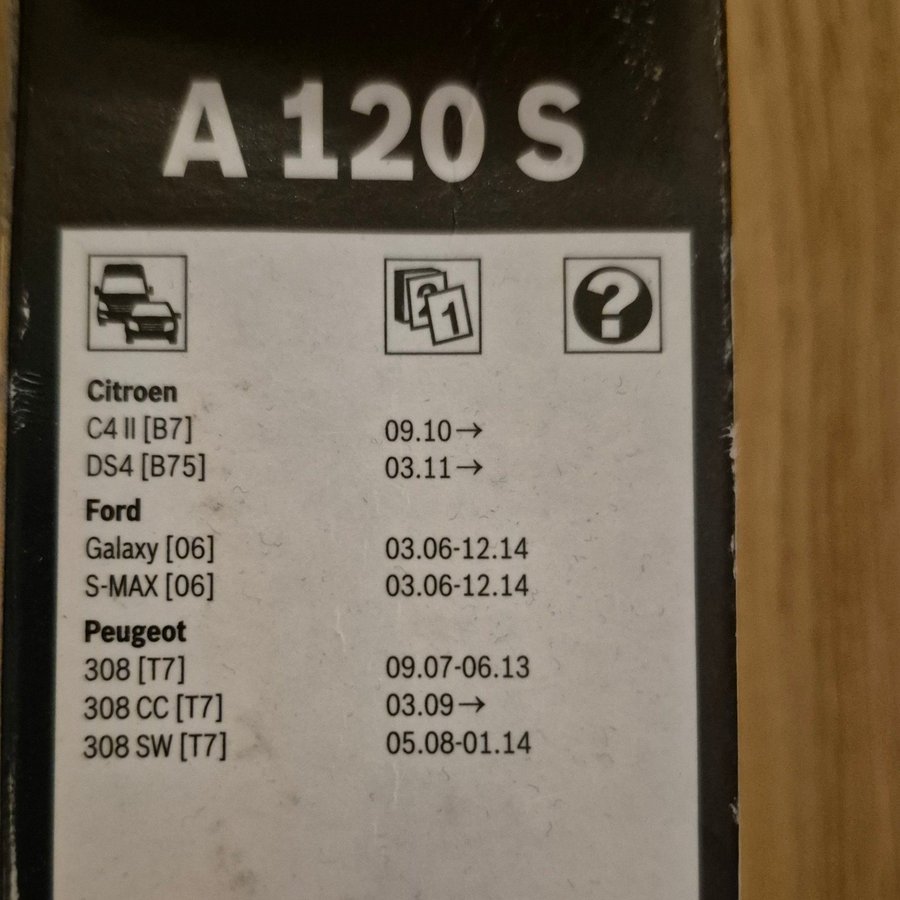 A 120 S
21
?
Citroen
C4 II [B7] 09.10→
DS4 [B75] 03.11→
Ford
Galaxy [06] 03.06-12.14
S-MAX [06] 03.06-12.14
Peugeot
308 [T7] 09.07-06.13
308 CC [T7] 03.09→
308 SW [T7] 05.08-01.14